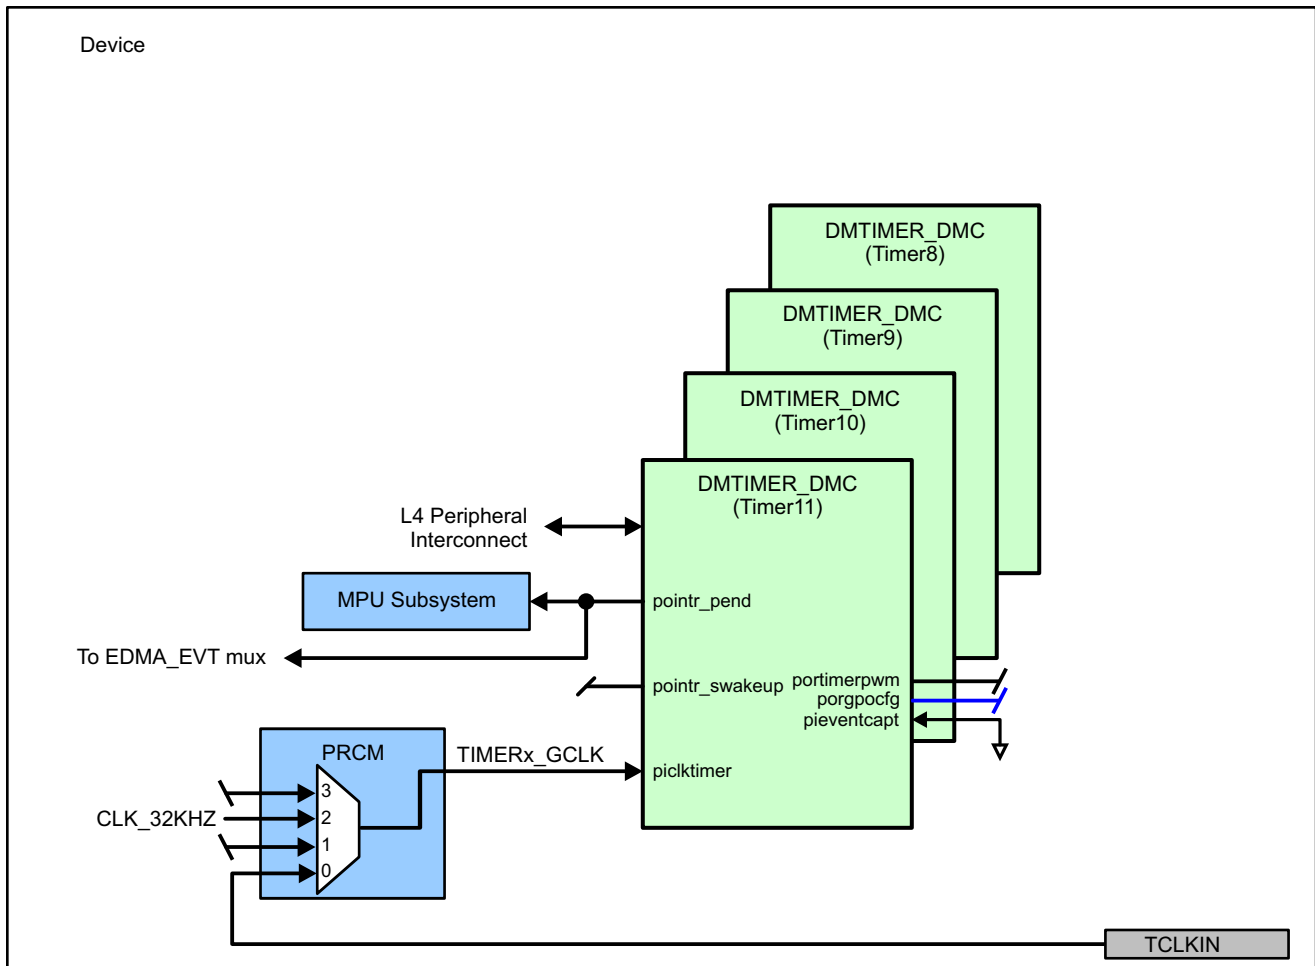 Device
DMTIMER_DMC
(Timer8)
DMTIMER_DMC
(Timer9)
DMTIMER_DMC
(Timer10)
DMTIMER_DMC
(Timer11)
L4 Peripheral
Interconnect
MPU Subsystem
pointr_pend
To EDMA_EVT mux
pointr_swakeup
portimerpwm
porgpocfg
pieventcapt
PRCM
TIMERx_GCLK
piclktimer
3
CLK_32KHZ
2
1
0
TCLKIN